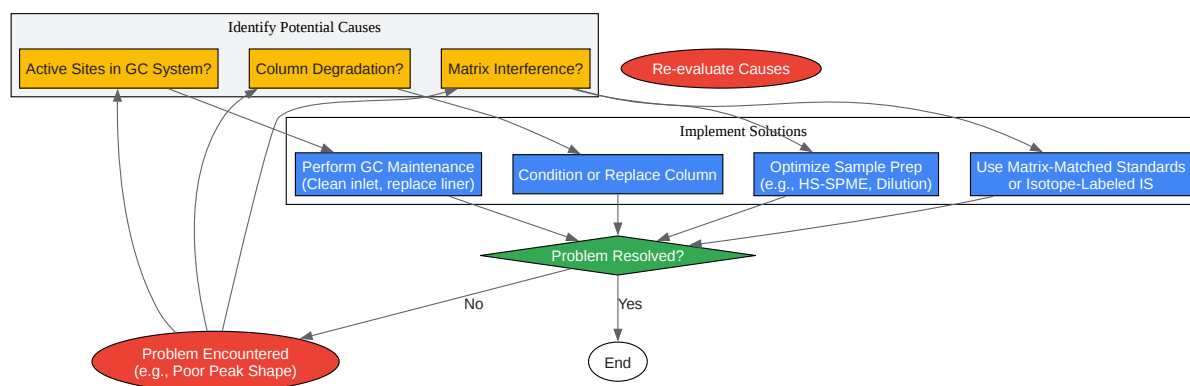 Identify Potential Causes
Active Sites in GC System?
Column Degradation?
Matrix Interference?
Re-evaluate Causes
Implement Solutions
Perform GC Maintenance
(Clean inlet, replace liner)
Condition or Replace Column
Optimize Sample Prep
(e.g., HS-SPME, Dilution)
Use Matrix-Matched Standards
or Isotope-Labeled IS
Problem Resolved?
No
Yes
Problem Encountered
(e.g., Poor Peak Shape)
End